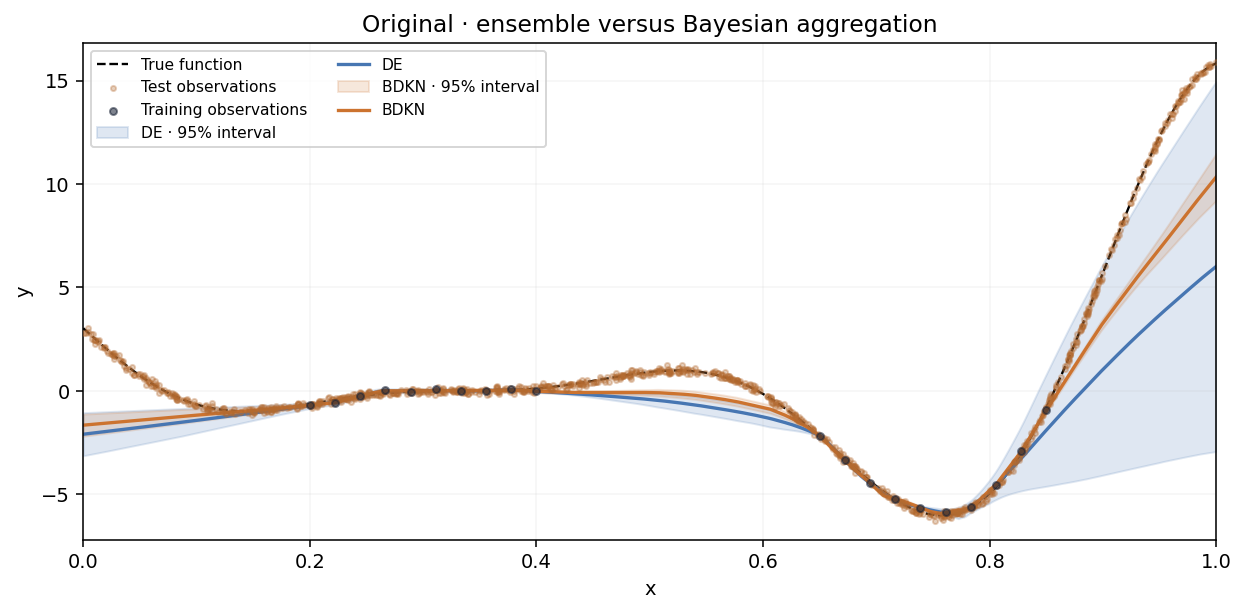 Original · ensemble versus Bayesian aggregation
True function
Test observations
Training observations
DE · 95% interval
DE
BDKN · 95% interval
BDKN
y
15
10
5
0
−5
0.0
0.2
0.4
0.6
0.8
1.0
x